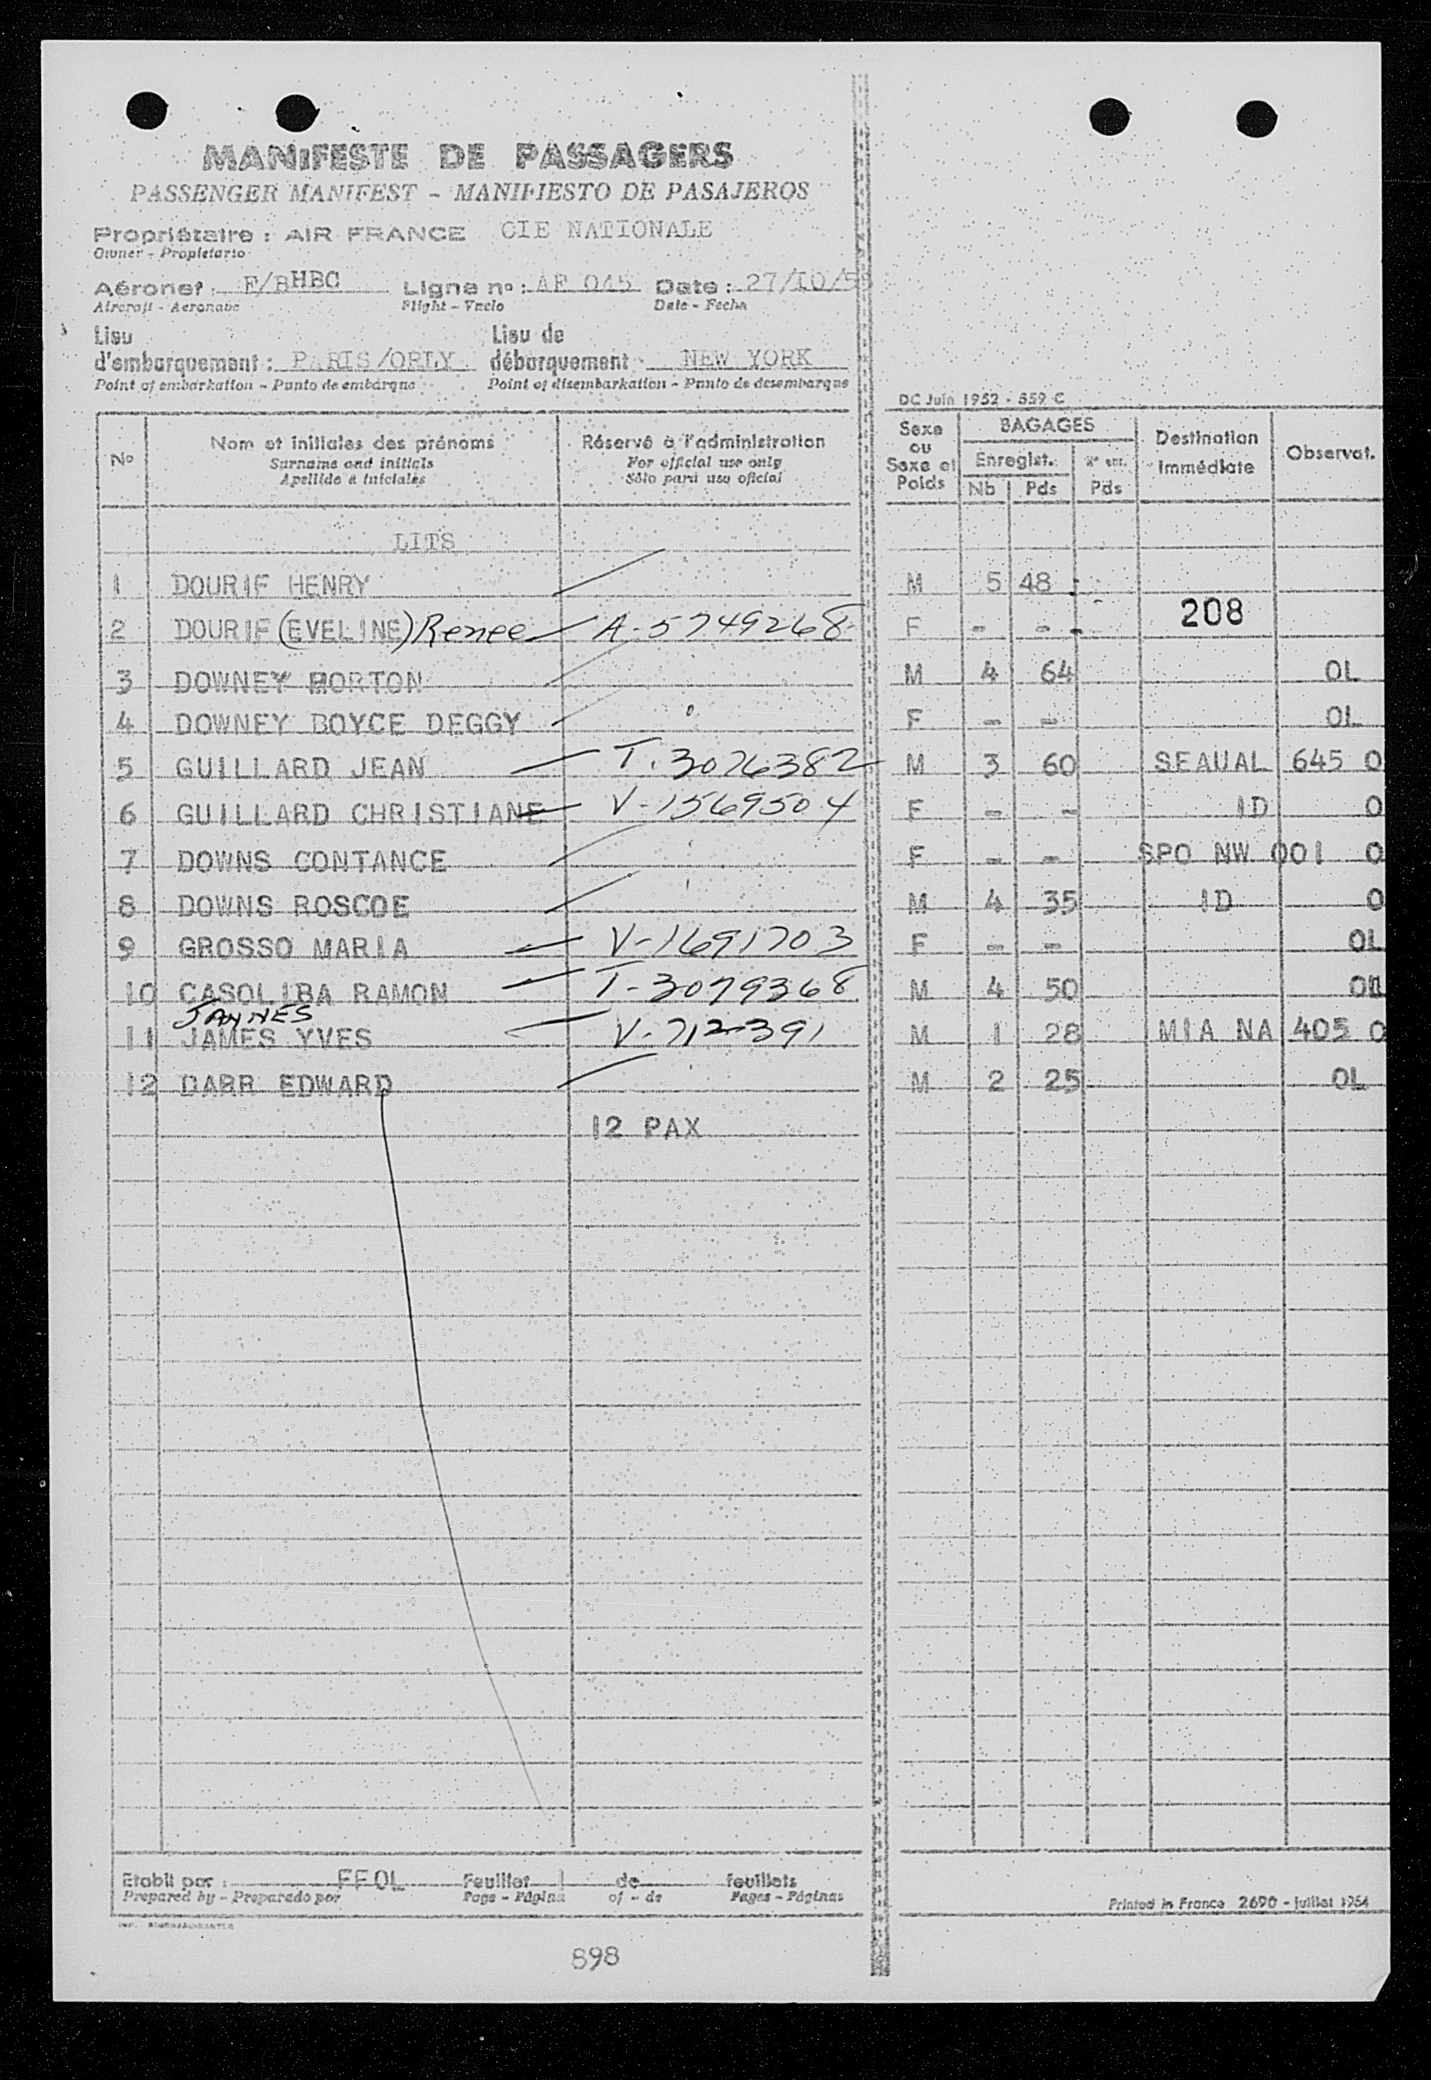 MANIFESTE DE PASSAGERS
PASSENGER MANIFEST - MANIFIESTO DE PASAJEROS
Propriétaire : AIR FRANCE CIE NATIONALE
Owner - Propietario
Aéronef : F/BHBC Ligne n° : AF 045 Date : 27/IO/5
Aircraft - Aeronabe Flight - Vuelo Date - Fecha
Lieu d'embarquement : PARIS/ORLY Lieu de débarquement NEW YORK
Point of embarkation - Punto de embarque Point of disembarkation - Punto de desembarque
DC Juin 1952 - 859 C
No Nom et initiales des prénoms Réservé à l'administration Sexe ou Sexe et Poids BAGAGES Destination Immédiate Observat.
Surname and initials For official use only Enregist.
Apellido e iniciales Sólo para uso oficial Nb Pds Pds
LITS
1 DOURIF HENRY M 5 48
208
2 DOURIF (EVELINE) Renee A-5749268 F - -
3 DOWNEY HORTON M 4 64 OL
4 DOWNEY BOYCE DEGGY F - - OL
5 GUILLARD JEAN T.3076382 M 3 60 SEAUAL 645 O
6 GUILLARD CHRISTIANE V-1569504 F - - ID O
7 DOWNS CONTANCE F - - SPO NW 001 O
8 DOWNS ROSCOE M 4 35 ID O
9 GROSSO MARIA V-1691703 F - - OL
10 CASOLIBA RAMON T-3079368 M 4 50
JAYNES
11 JAMES YVES V-712391 M 1 28 MIA NA 405 O
12 DARR EDWARD M 2 25 OL
12 PAX
Etabli par : FFOL Feuillet 1 de feuillets
Prepared by - Preparado por Page - Página of - de Pages - Páginas
Printed in France 2690 - juillet 1954
898